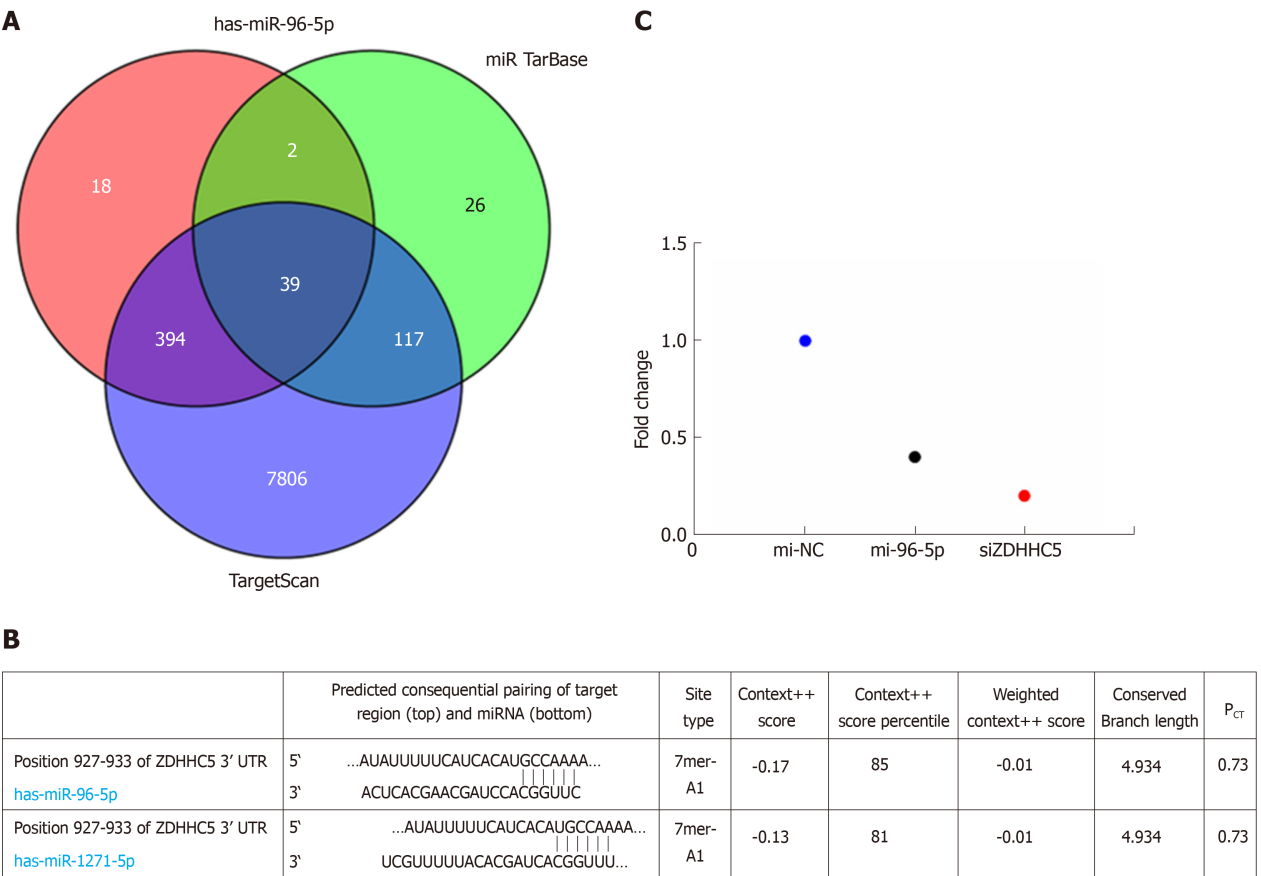 A
has-miR-96-5p
miR TarBase
18
2
26
39
394
117
7806
TargetScan
C
Fold change
1.5
1.0
0.5
0.0
0
mi-NC
mi-96-5p
siZDHHC5
B
Predicted consequential pairing of target
region (top) and miRNA (bottom)
Site
type
Context++
score
Context++
score percentile
Weighted
context++ score
Conserved
Branch length
PCT
Position 927-933 of ZDHHC5 3′ UTR
5‵ ...AUAUUUUUCAUCACAUGCCAAAA...
has-miR-96-5p
3‵ ACUCACGAACGAUCCACGGUUC
7mer-
A1
-0.17
85
-0.01
4.934
0.73
Position 927-933 of ZDHHC5 3′ UTR
5‵ ...AUAUUUUUCAUCACAUGCCAAAA...
has-miR-1271-5p
3‵ UCGUUUUUACACGAUCACGGUUU...
7mer-
A1
-0.13
81
-0.01
4.934
0.73